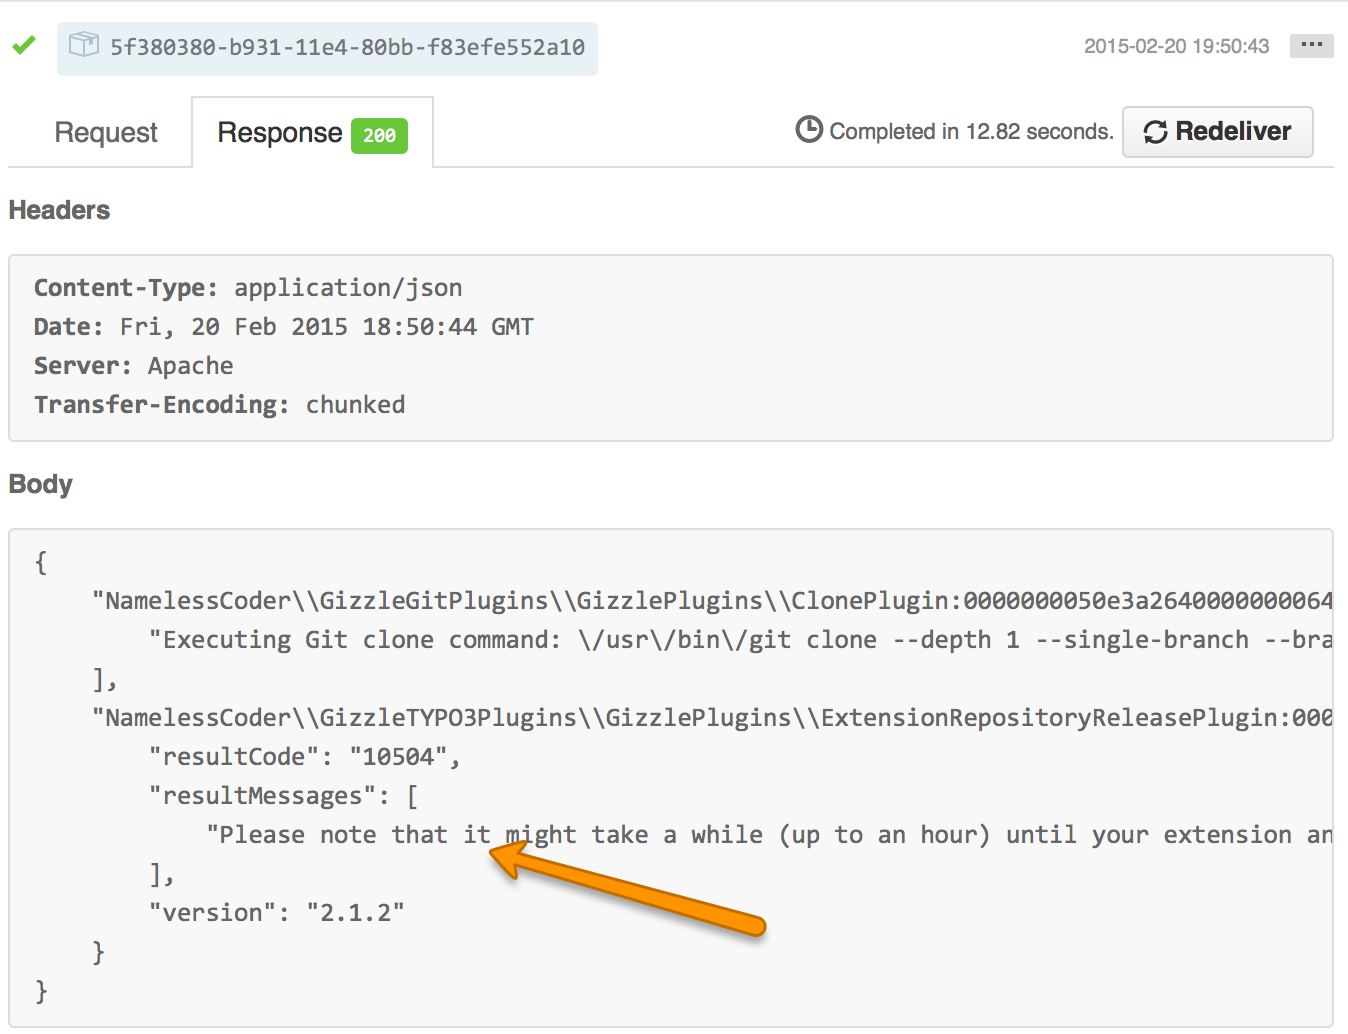 5f380380-b931-11e4-80bb-f83efe552a10 2015-02-20 19:50:43 ...
Request Response 200 Completed in 12.82 seconds. Redeliver
Headers
Content-Type: application/json
Date: Fri, 20 Feb 2015 18:50:44 GMT
Server: Apache
Transfer-Encoding: chunked
Body
{
"NamelessCoder\\GizzleGitPlugins\\GizzlePlugins\\ClonePlugin:0000000050e3a2640000000064
"Executing Git clone command: \/usr\/bin\/git clone --depth 1 --single-branch --bra
],
"NamelessCoder\\GizzleTYPO3Plugins\\GizzlePlugins\\ExtensionRepositoryReleasePlugin:000
"resultCode": "10504",
"resultMessages": [
"Please note that it might take a while (up to an hour) until your extension an
],
"version": "2.1.2"
}
}